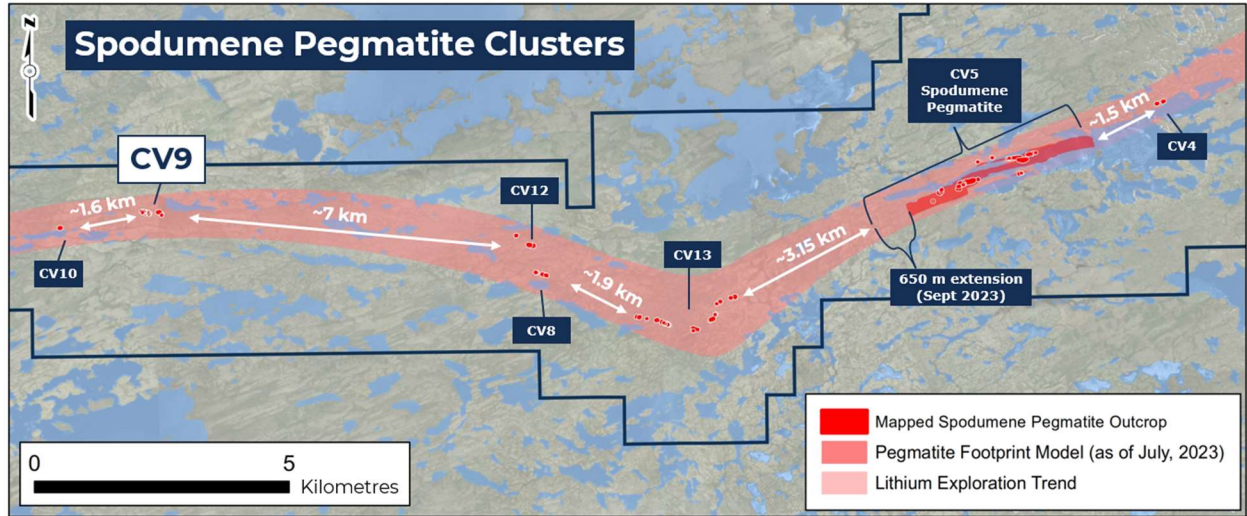 Spodumene Pegmatite Clusters
N
CV5
Spodumene
Pegmatite
~1.5 km
CV4
CV9
~1.6 km
CV10
~7 km
CV12
CV8
~1.9 km
CV13
~3.15 km
650 m extension
(Sept 2023)
0 5
Kilometres
Mapped Spodumene Pegmatite Outcrop
Pegmatite Footprint Model (as of July, 2023)
Lithium Exploration Trend